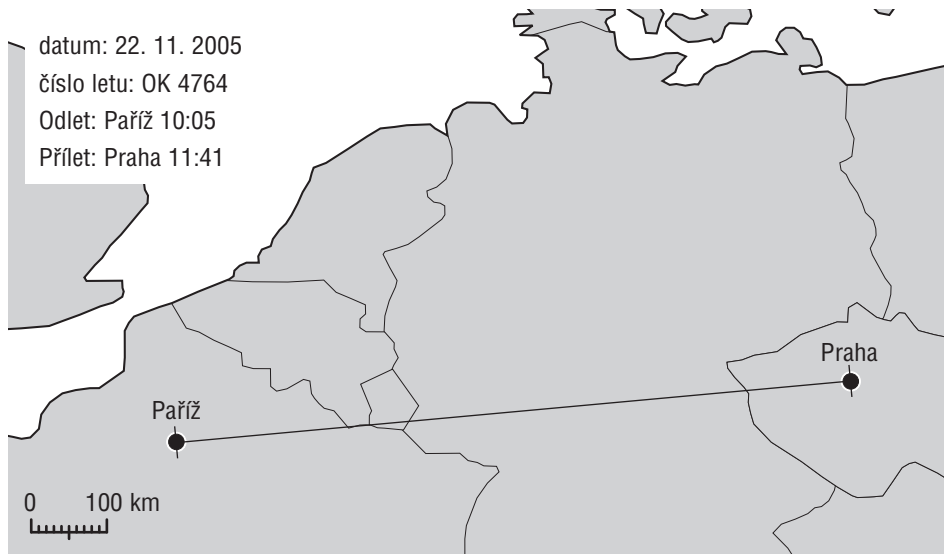 datum: 22. 11. 2005
číslo letu: OK 4764
Odlet: Paříž 10:05
Přílet: Praha 11:41
Praha
Paříž
0 100 km